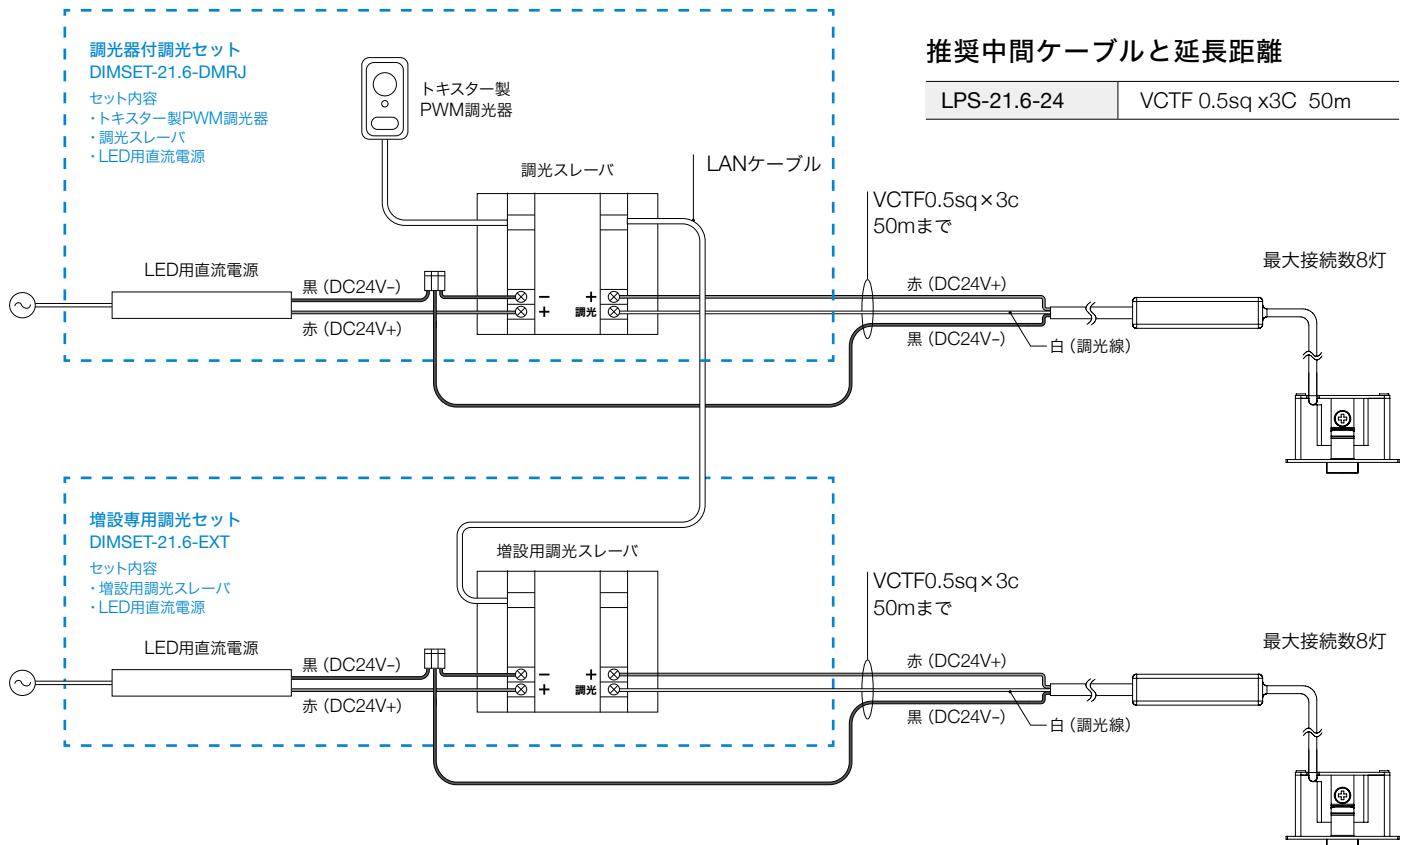 調光器付調光セット
DIMSET-21.6-DMRJ
セット内容
・トキスター製PWM調光器
・調光スレーバ
・LED用直流電源
トキスター製
PWM調光器
調光スレーバ
LANケーブル
推奨中間ケーブルと延長距離
LPS-21.6-24 VCTF 0.5sq x3C 50m
VCTF0.5sq×3c
50mまで
最大接続数8灯
LED用直流電源
黒（DC24V-）
赤（DC24V+）
- +
+ 調光
赤（DC24V+）
黒（DC24V-）
白（調光線）
増設専用調光セット
DIMSET-21.6-EXT
セット内容
・増設用調光スレーバ
・LED用直流電源
増設用調光スレーバ
VCTF0.5sq×3c
50mまで
最大接続数8灯
LED用直流電源
黒（DC24V-）
赤（DC24V+）
- +
+ 調光
赤（DC24V+）
黒（DC24V-）
白（調光線）